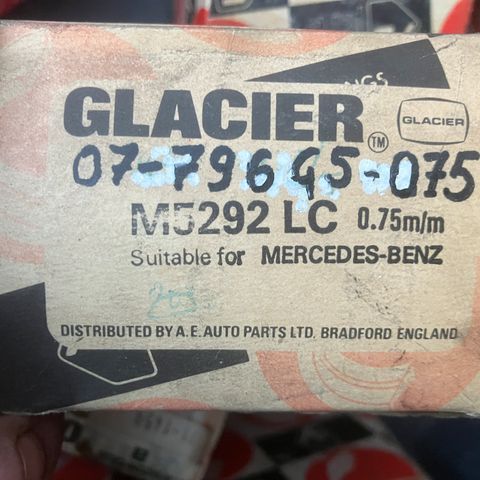 GLACIER TM GLACIER
07-79645-075
M5292 LC 0.75m/m
Suitable for MERCEDES-BENZ
DISTRIBUTED BY A.E. AUTO PARTS LTD. BRADFORD ENGLAND